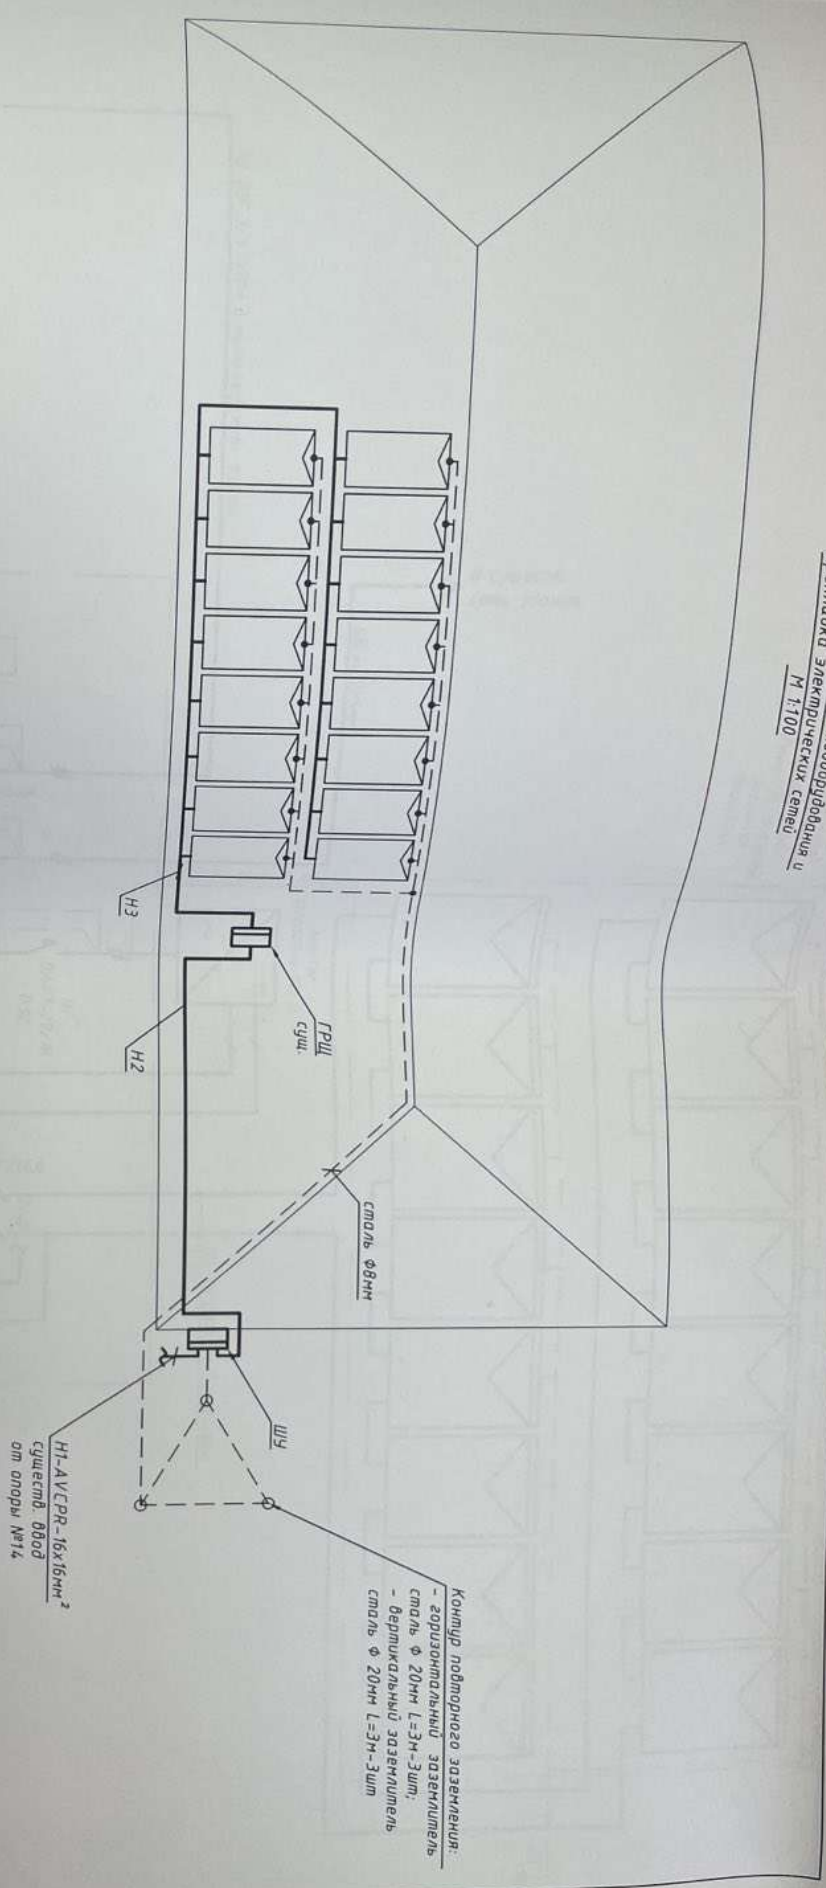 электрических сетей
М 1:100
Н3
ГРЩ
сущ.
Н2
сталь Ф8мм
ШУ
Н1-AVCPR-16х16мм²
существ. ввод
от опоры №14
Контур повторного заземления:
- горизонтальный заземлитель
сталь Ф 20мм L=3м-3шт;
- вертикальный заземлитель
сталь Ф 20мм L=3м-3шт